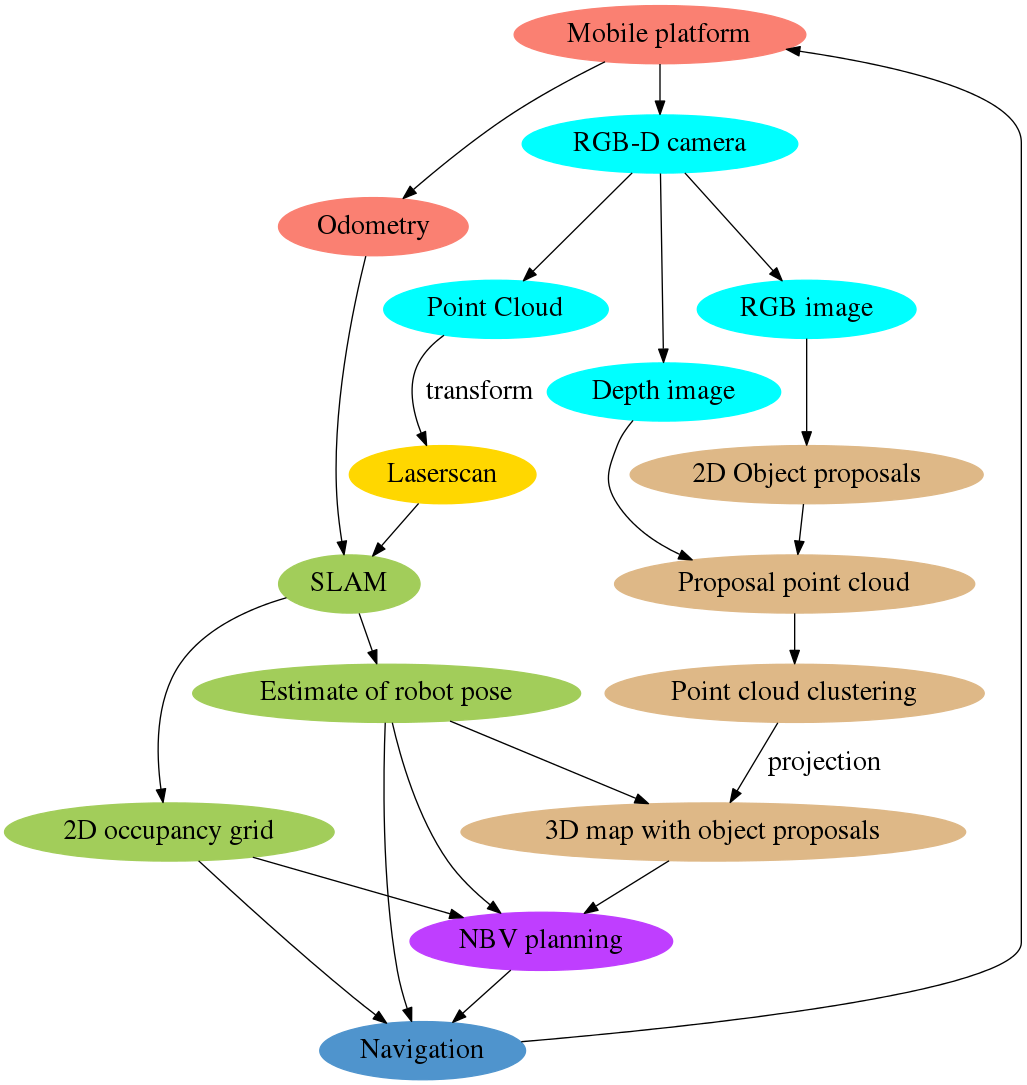 Mobile platform
RGB-D camera
Odometry
Point Cloud
RGB image
transform
Depth image
Laserscan
2D Object proposals
SLAM
Proposal point cloud
Estimate of robot pose
Point cloud clustering
projection
2D occupancy grid
3D map with object proposals
NBV planning
Navigation